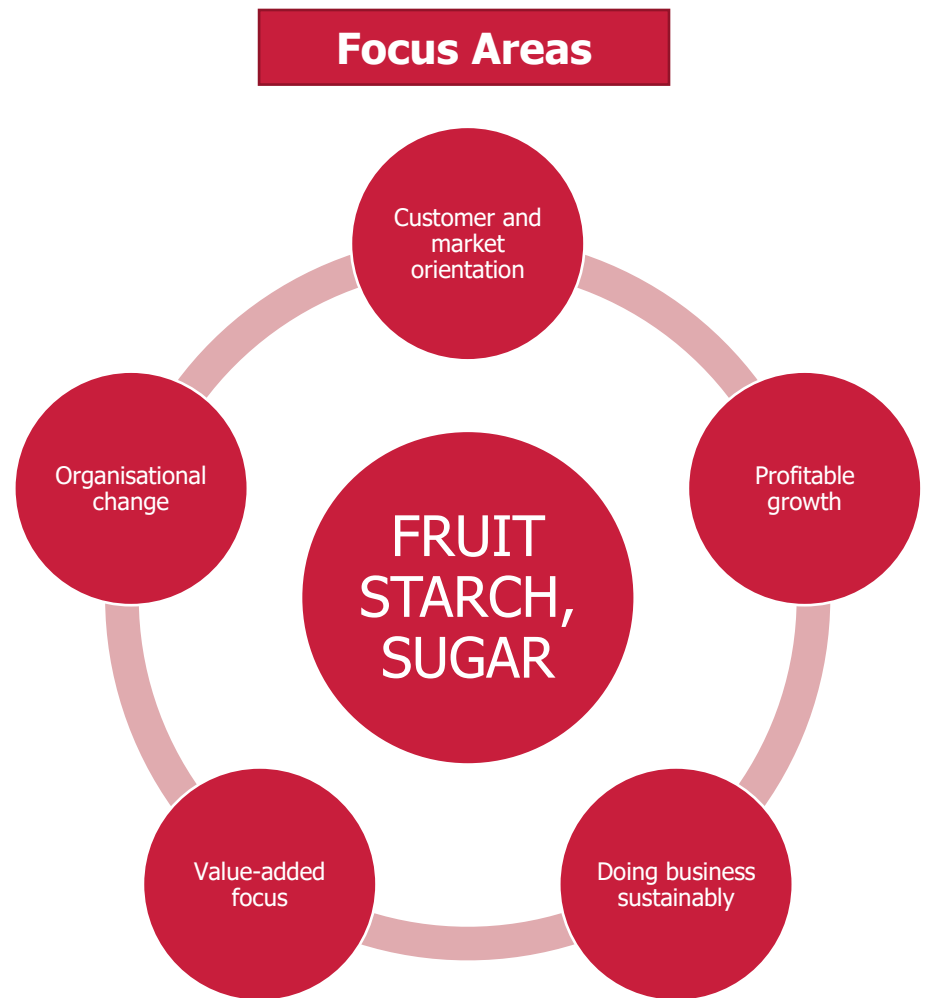 Focus Areas
Customer and
market
orientation
Organisational
change
Profitable
growth
FRUIT
STARCH,
SUGAR
Value-added
focus
Doing business
sustainably